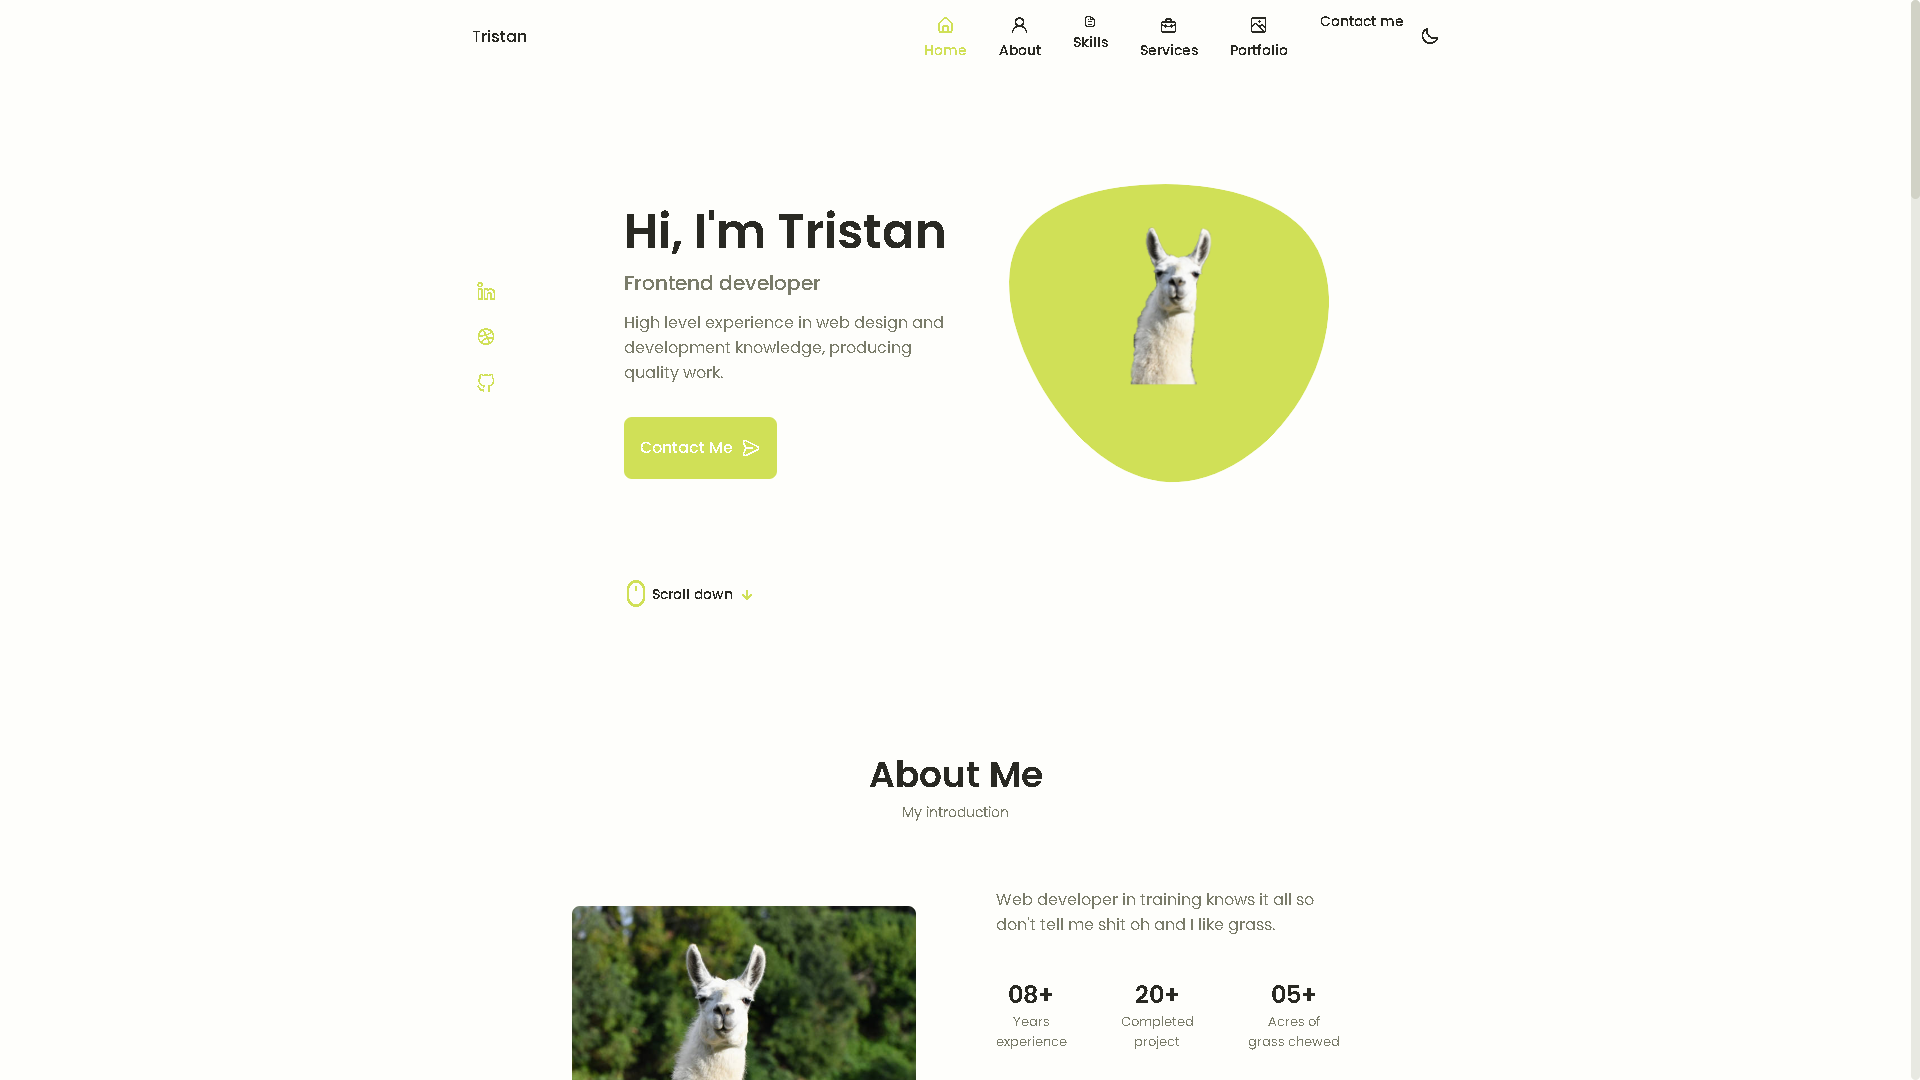 Tristan
Home
About
Skills
Services
Portfolio
Contact me
Hi, I'm Tristan
Frontend developer
High level experience in web design and
development knowledge, producing
quality work.
Contact Me
Scroll down
About Me
My introduction
Web developer in training knows it all so
don't tell me shit oh and I like grass.
08+
Years
experience
20+
Completed
project
05+
Acres of
grass chewed